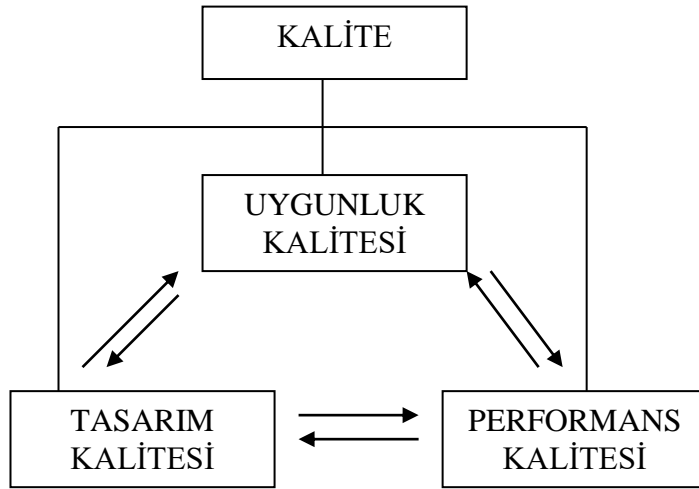 KALİTE
UYGUNLUK
KALİTESİ
TASARIM
KALİTESİ
PERFORMANS
KALİTESİ